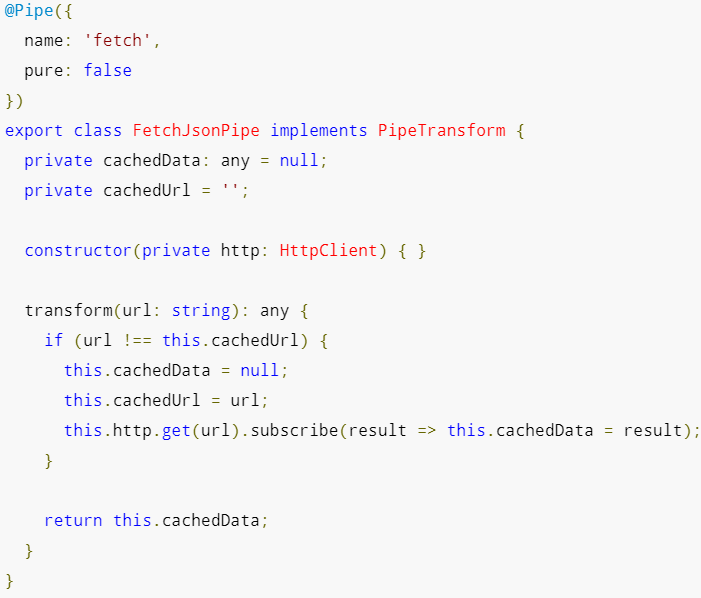 @Pipe({
  name: 'fetch',
  pure: false
})
export class FetchJsonPipe implements PipeTransform {
  private cachedData: any = null;
  private cachedUrl = '';

  constructor(private http: HttpClient) { }

  transform(url: string): any {
    if (url !== this.cachedUrl) {
      this.cachedData = null;
      this.cachedUrl = url;
      this.http.get(url).subscribe(result => this.cachedData = result);
    }

    return this.cachedData;
  }
}